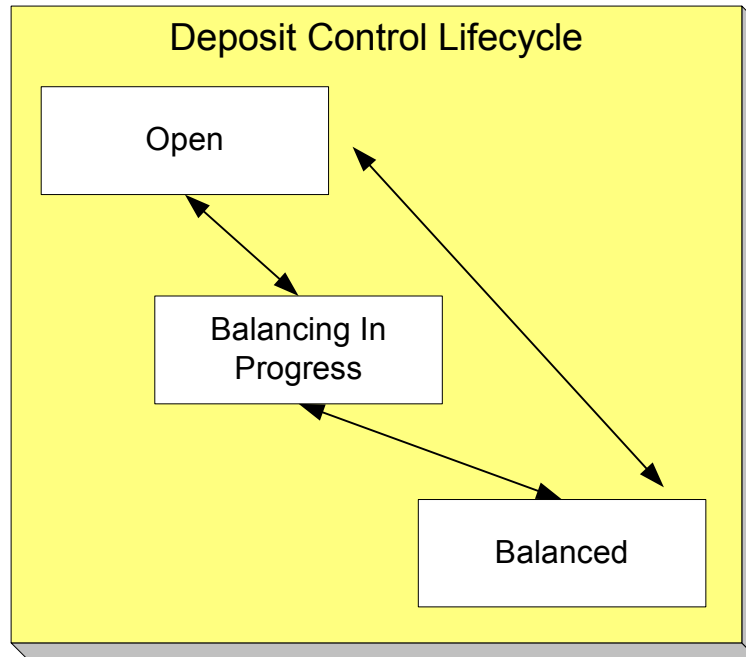 Deposit Control Lifecycle
Open
Balancing In
Progress
Balanced